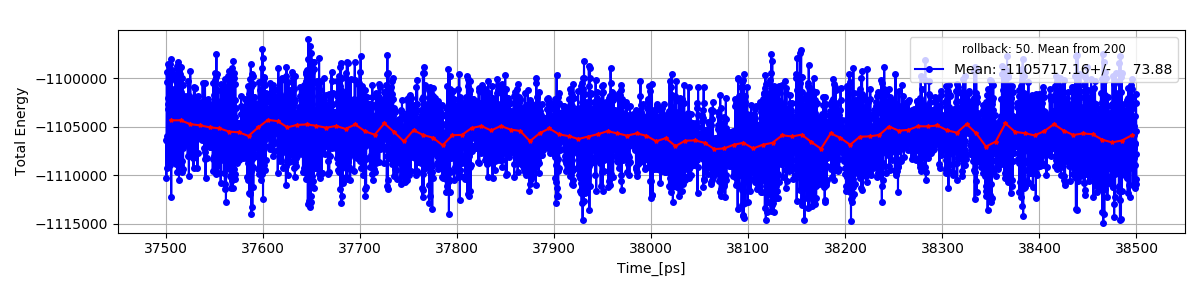 rollback: 50. Mean from 200
Mean: -1105717.16+/- 73.88
Total Energy
−1100000
−1105000
−1110000
−1115000
37500 37600 37700 37800 37900 38000 38100 38200 38300 38400 38500
Time_[ps]